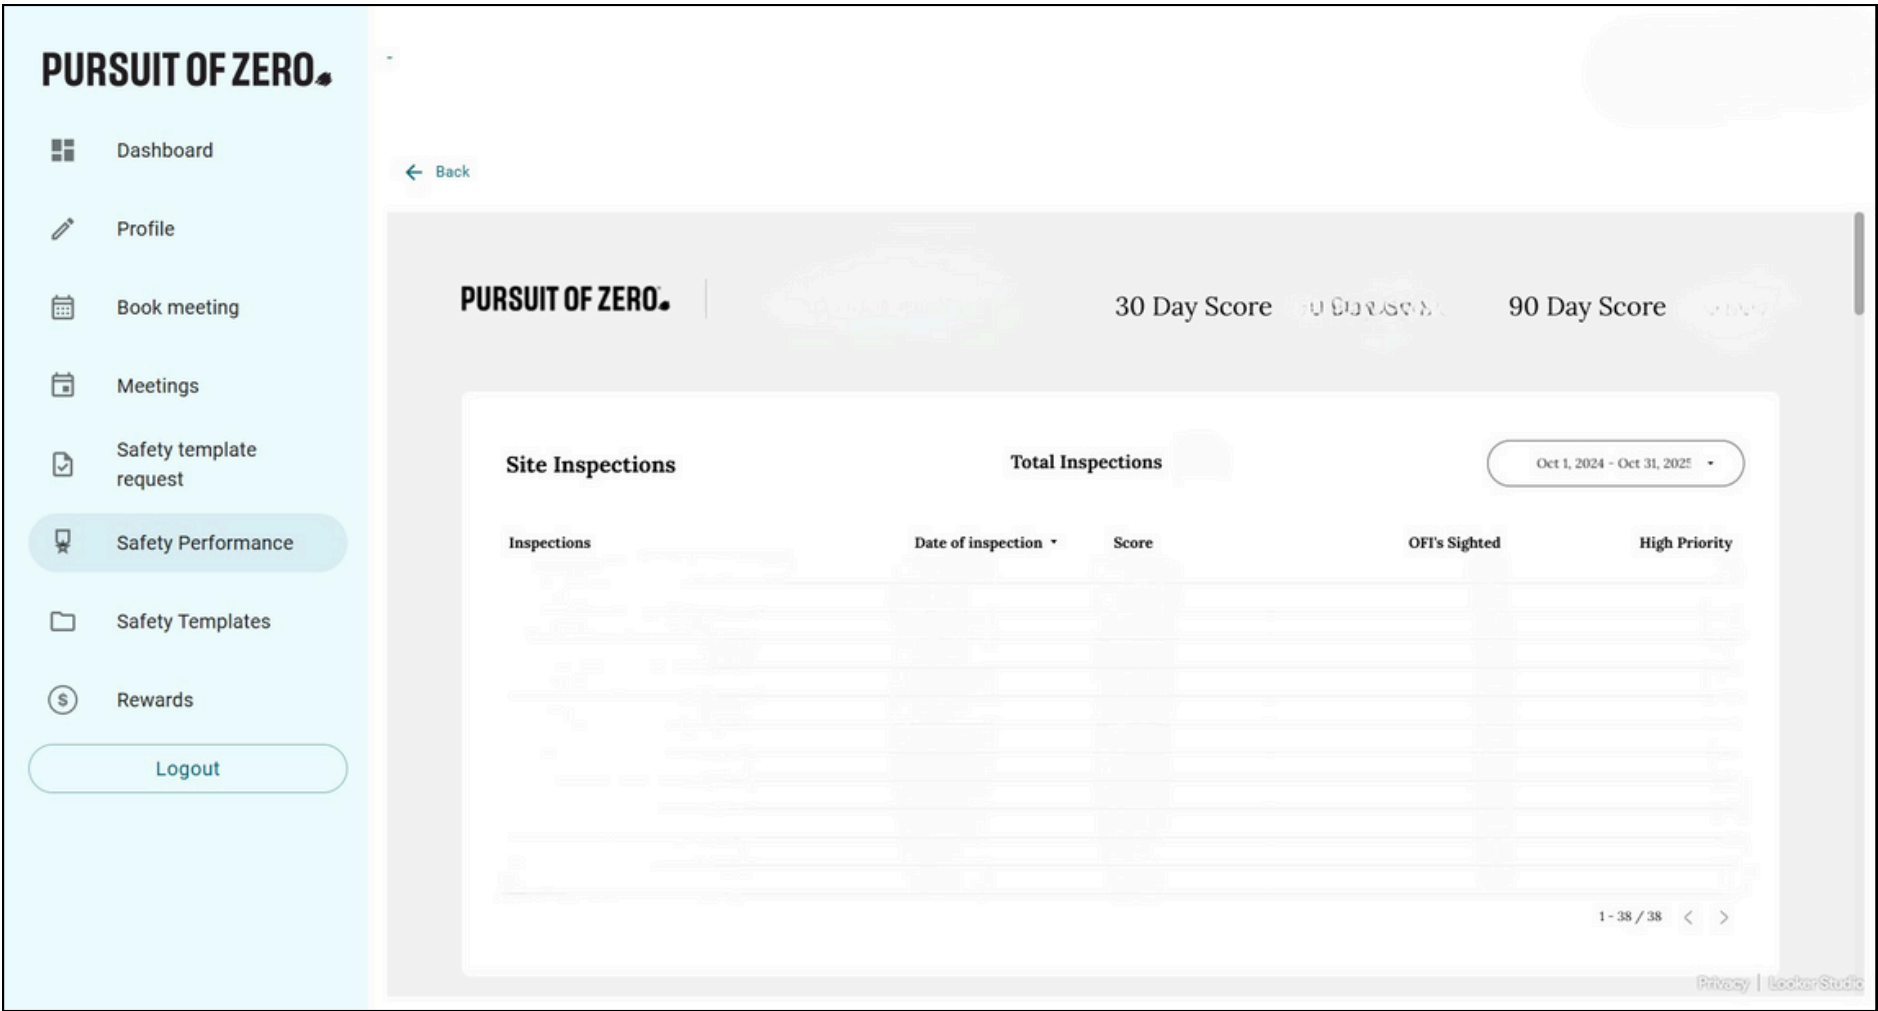 PURSUIT OF ZERO
Dashboard
Profile
Book meeting
Meetings
Safety template
request
Safety Performance
Safety Templates
Rewards
Logout
Back
PURSUIT OF ZERO
30 Day Score
90 Day Score
Site Inspections
Total Inspections
Oct 1, 2024 - Oct 31, 2025
Inspections Date of inspection Score OFI's Sighted High Priority
1 - 38 / 38
Privacy | Looker Studio